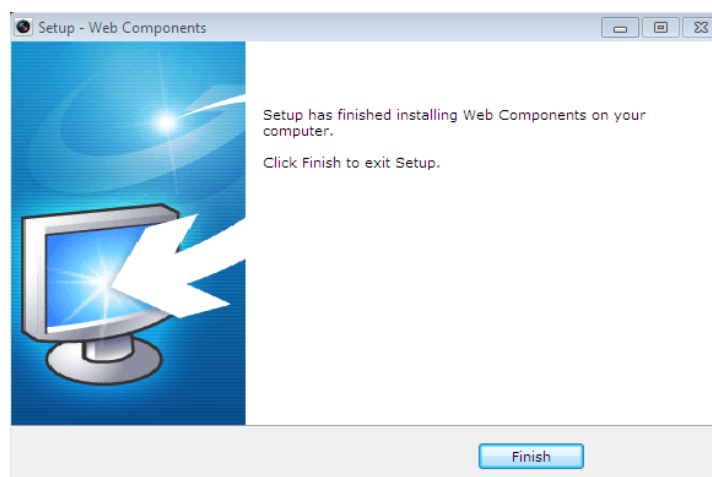 Setup - Web Components
Setup has finished installing Web Components on your
computer.
Click Finish to exit Setup.
Finish